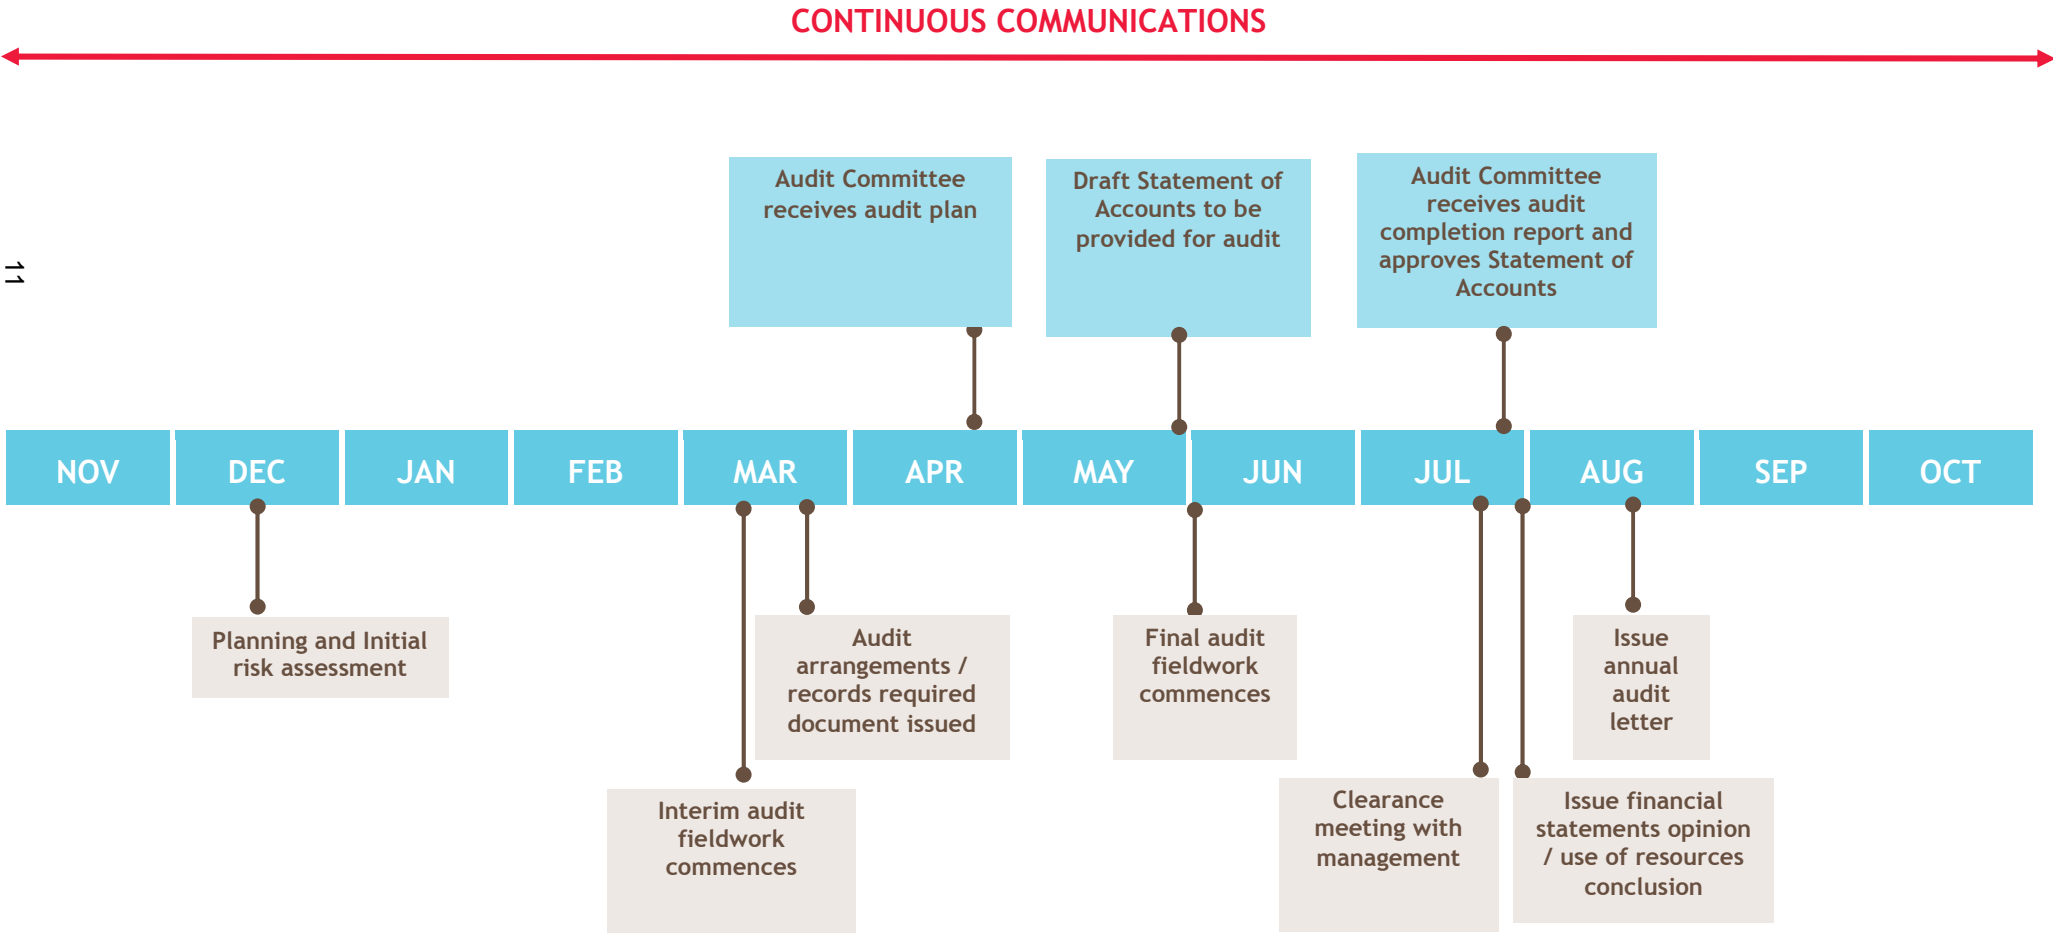 CONTINUOUS COMMUNICATIONS
Audit Committee
receives audit plan
Draft Statement of
Accounts to be
provided for audit
Audit Committee
receives audit
completion report and
approves Statement of
Accounts
11
NOV
DEC
JAN
FEB
MAR
APR
MAY
JUN
JUL
AUG
SEP
OCT
Planning and Initial
risk assessment
Interim audit
fieldwork
commences
Audit
arrangements /
records required
document issued
Final audit
fieldwork
commences
Clearance
meeting with
management
Issue financial
statements opinion
/ use of resources
conclusion
Issue
annual
audit
letter